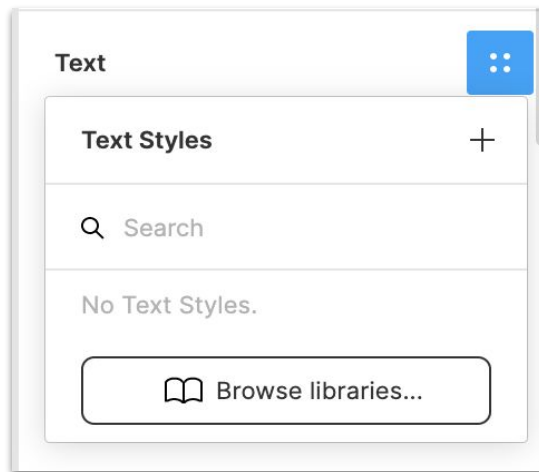 Text
Text Styles
Search
No Text Styles.
Browse libraries...